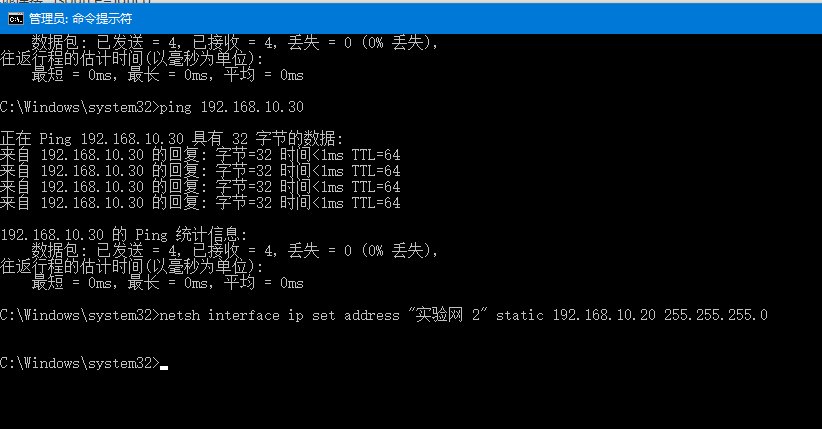 管理员: 命令提示符
数据包: 已发送 = 4，已接收 = 4，丢失 = 0 (0% 丢失)，
往返行程的估计时间(以毫秒为单位):
最短 = 0ms，最长 = 0ms，平均 = 0ms
C:\Windows\system32>ping 192.168.10.30
正在 Ping 192.168.10.30 具有 32 字节的数据:
来自 192.168.10.30 的回复: 字节=32 时间<1ms TTL=64
来自 192.168.10.30 的回复: 字节=32 时间<1ms TTL=64
来自 192.168.10.30 的回复: 字节=32 时间<1ms TTL=64
来自 192.168.10.30 的回复: 字节=32 时间<1ms TTL=64
192.168.10.30 的 Ping 统计信息:
数据包: 已发送 = 4，已接收 = 4，丢失 = 0 (0% 丢失)，
往返行程的估计时间(以毫秒为单位):
最短 = 0ms，最长 = 0ms，平均 = 0ms
C:\Windows\system32>netsh interface ip set address "实验网 2" static 192.168.10.20 255.255.255.0
C:\Windows\system32>